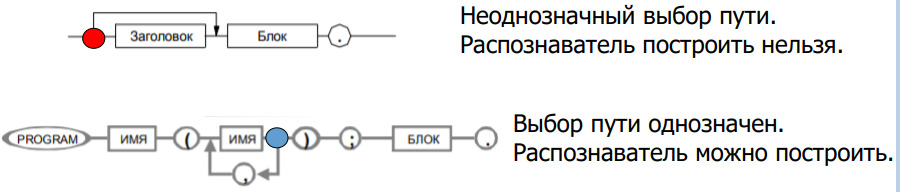 Неоднозначный выбор пути.
Распознаватель построить нельзя.
Заголовок Блок .
PROGRAM ИМЯ ( ИМЯ ) ; БЛОК .
,
Выбор пути однозначен.
Распознаватель можно построить.